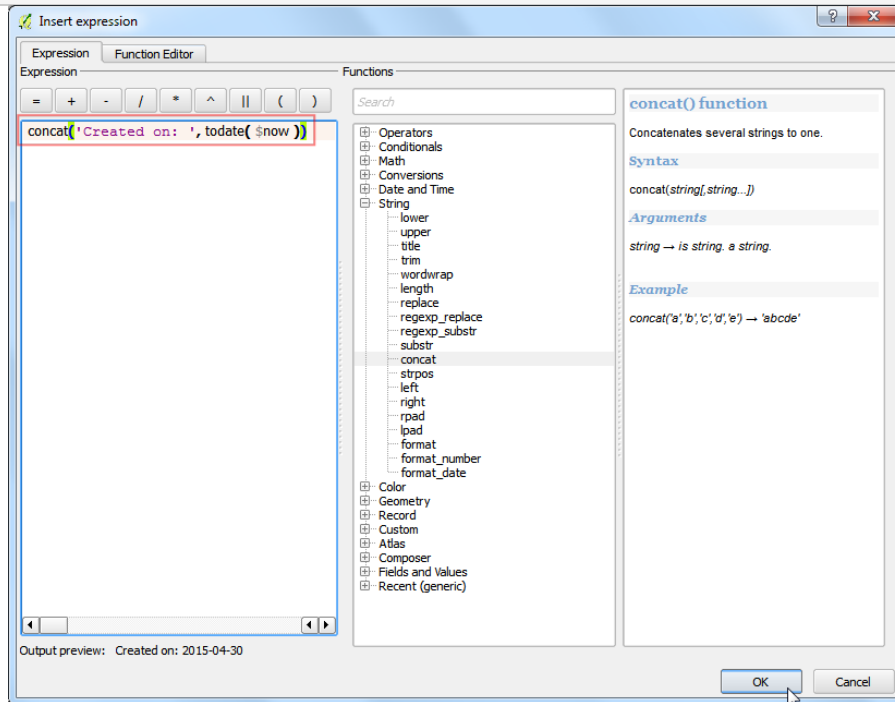 Insert expression
Expression Function Editor
Expression
= + - / * ^ || ( )
concat('Created on: ', todate( $now ))
Output preview: Created on: 2015-04-30
Functions
Search
Operators
Conditionals
Math
Conversions
Date and Time
String
lower
upper
title
trim
wordwrap
length
replace
regexp_replace
regexp_substr
substr
concat
strpos
left
right
rpad
lpad
format
format_number
format_date
Color
Geometry
Record
Custom
Atlas
Composer
Fields and Values
Recent (generic)
concat() function
Concatenates several strings to one.
Syntax
concat(string[,string...])
Arguments
string → is string. a string.
Example
concat('a','b','c','d','e') → 'abcde'
OK Cancel